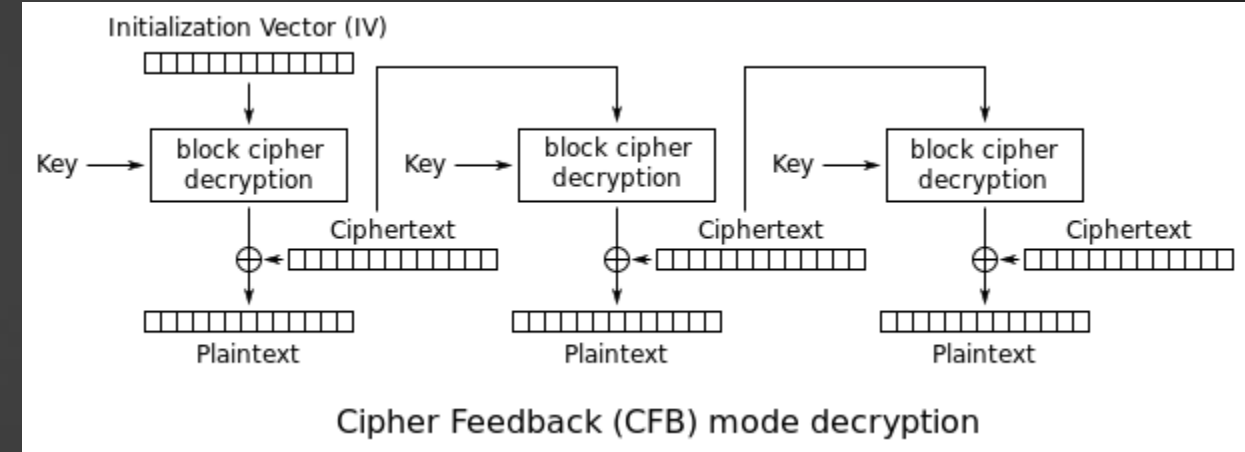 Initialization Vector (IV)
Key
block cipher
decryption
Key
block cipher
decryption
Key
block cipher
decryption
Ciphertext
Ciphertext
Ciphertext
Plaintext
Plaintext
Plaintext
Cipher Feedback (CFB) mode decryption